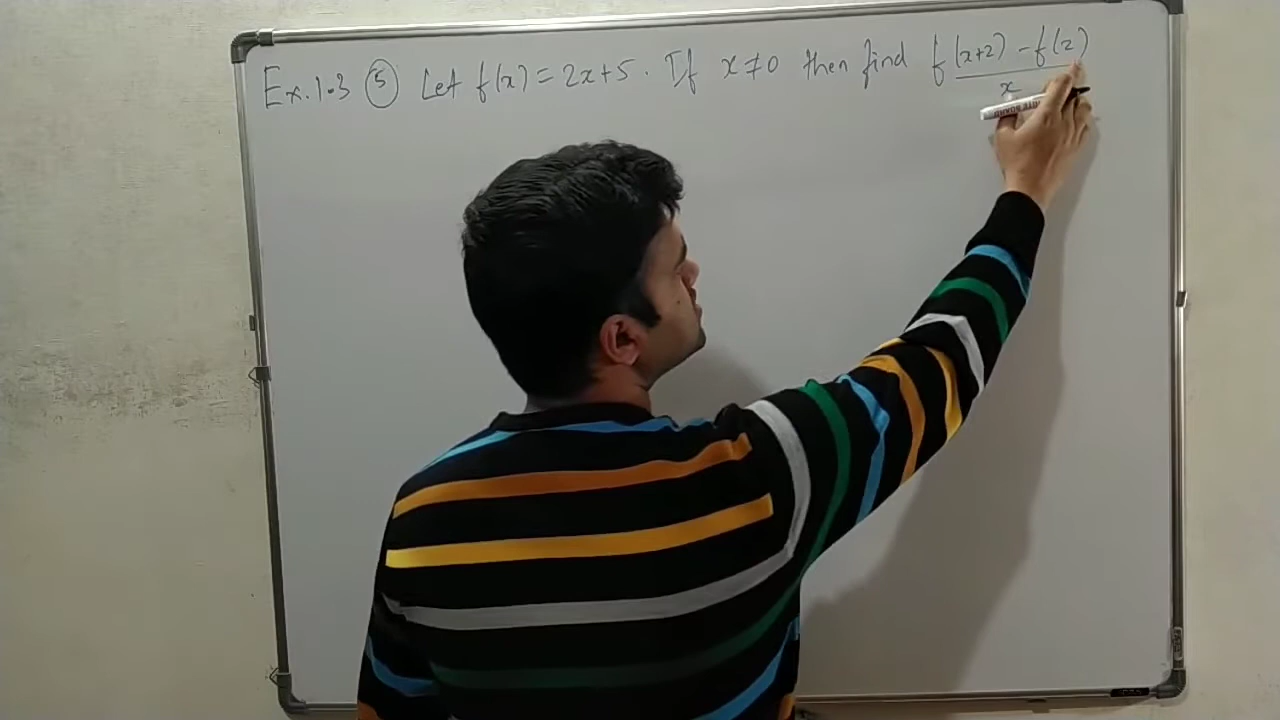 Ex.1.3 ⑤ Let f(x) = 2x+5. If x≠0 then find f(x+2) - f(2)
x